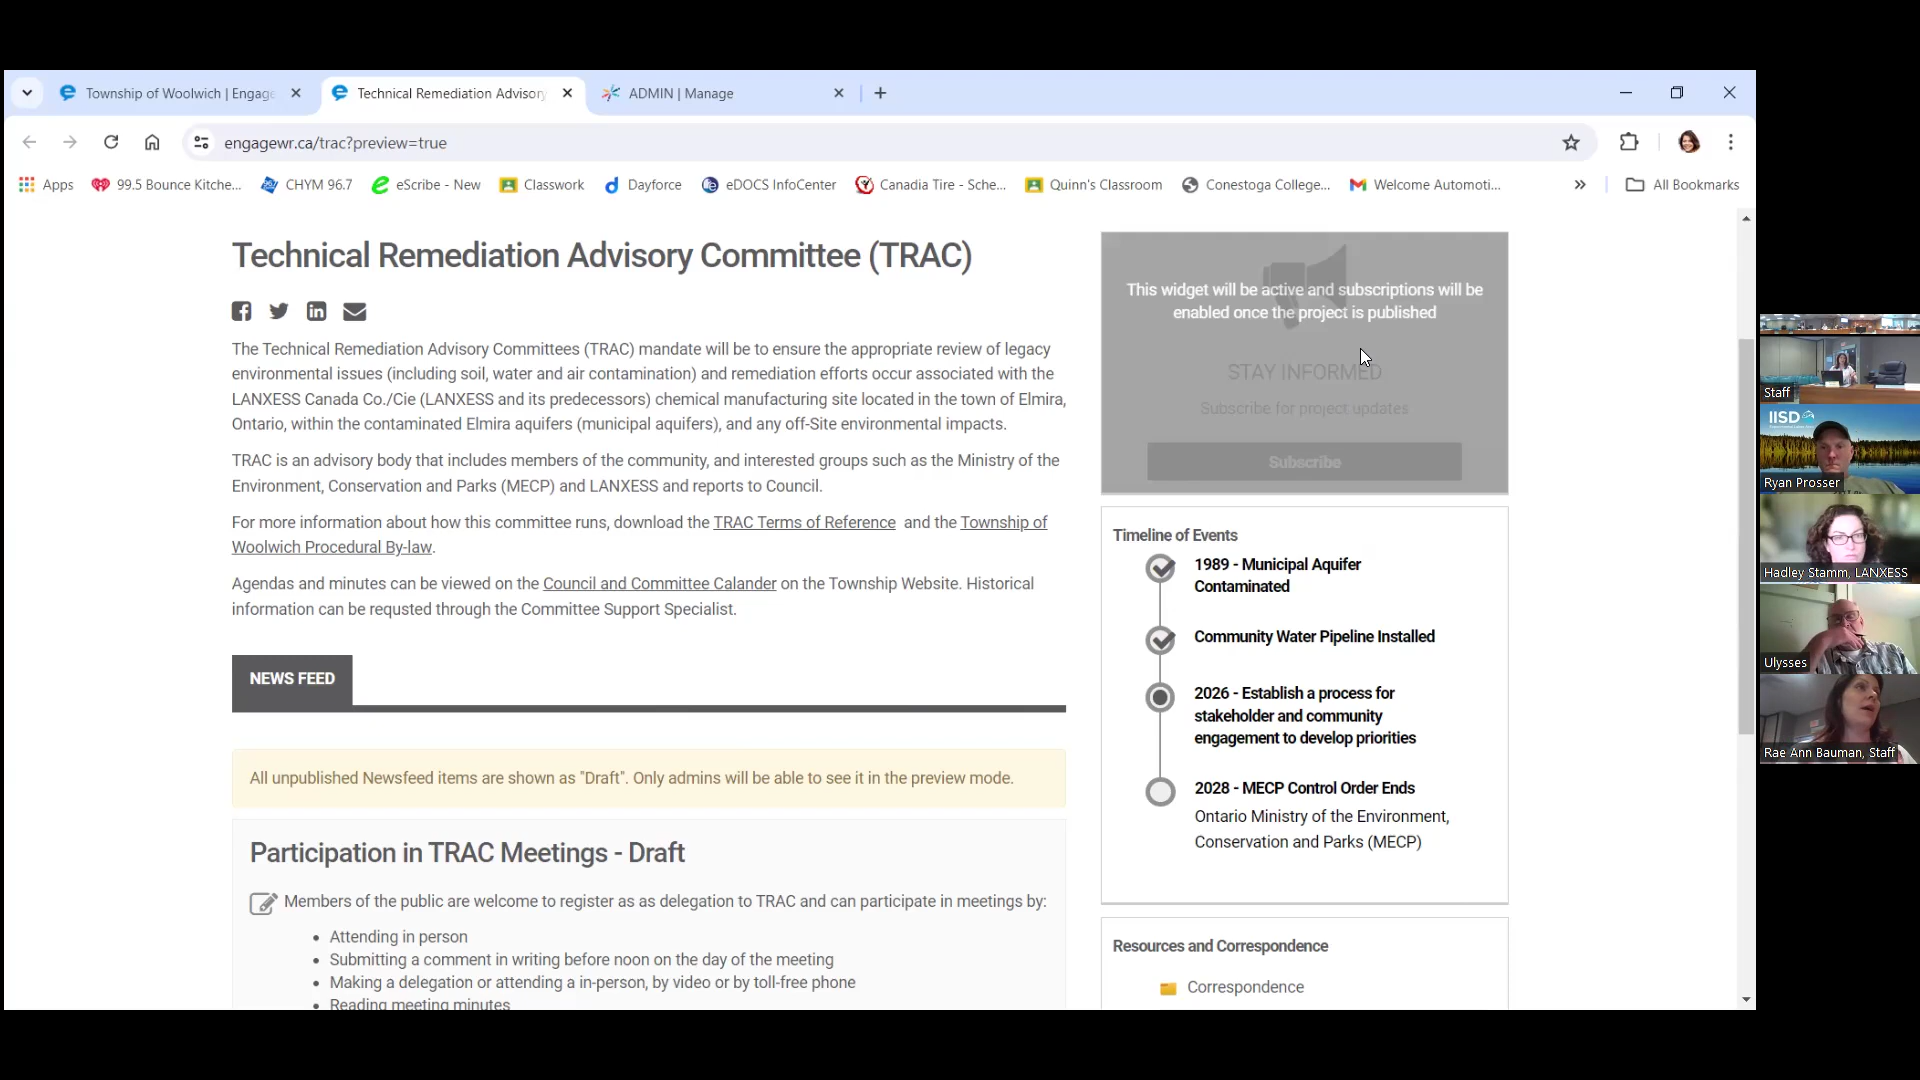 Township of Woolwich | Engage
Technical Remediation Advisory
ADMIN | Manage
engagewr.ca/trac?preview=true
Apps
99.5 Bounce Kitche...
CHYM 96.7
eScribe - New
Classwork
Dayforce
eDOCS InfoCenter
Canadia Tire - Sche...
Quinn's Classroom
Conestoga College...
Welcome Automoti...
All Bookmarks
Technical Remediation Advisory Committee (TRAC)
The Technical Remediation Advisory Committees (TRAC) mandate will be to ensure the appropriate review of legacy
environmental issues (including soil, water and air contamination) and remediation efforts occur associated with the
LANXESS Canada Co./Cie (LANXESS and its predecessors) chemical manufacturing site located in the town of Elmira,
Ontario, within the contaminated Elmira aquifers (municipal aquifers), and any off-Site environmental impacts.
TRAC is an advisory body that includes members of the community, and interested groups such as the Ministry of the
Environment, Conservation and Parks (MECP) and LANXESS and reports to Council.
For more information about how this committee runs, download the TRAC Terms of Reference and the Township of
Woolwich Procedural By-law.
Agendas and minutes can be viewed on the Council and Committee Calander on the Township Website. Historical
information can be requsted through the Committee Support Specialist.
NEWS FEED
All unpublished Newsfeed items are shown as "Draft". Only admins will be able to see it in the preview mode.
Participation in TRAC Meetings - Draft
Members of the public are welcome to register as as delegation to TRAC and can participate in meetings by:
Attending in person
Submitting a comment in writing before noon on the day of the meeting
Making a delegation or attending a in-person, by video or by toll-free phone
Reading meeting minutes
This widget will be active and subscriptions will be
enabled once the project is published
STAY INFORMED
Subscribe for project updates
Subscribe
Timeline of Events
1989 - Municipal Aquifer
Contaminated
Community Water Pipeline Installed
2026 - Establish a process for
stakeholder and community
engagement to develop priorities
2028 - MECP Control Order Ends
Ontario Ministry of the Environment,
Conservation and Parks (MECP)
Resources and Correspondence
Correspondence
Staff
IISD
Ryan Prosser
Hadley Stamm, LANXESS
Ulysses
Rae Ann Bauman, Staff